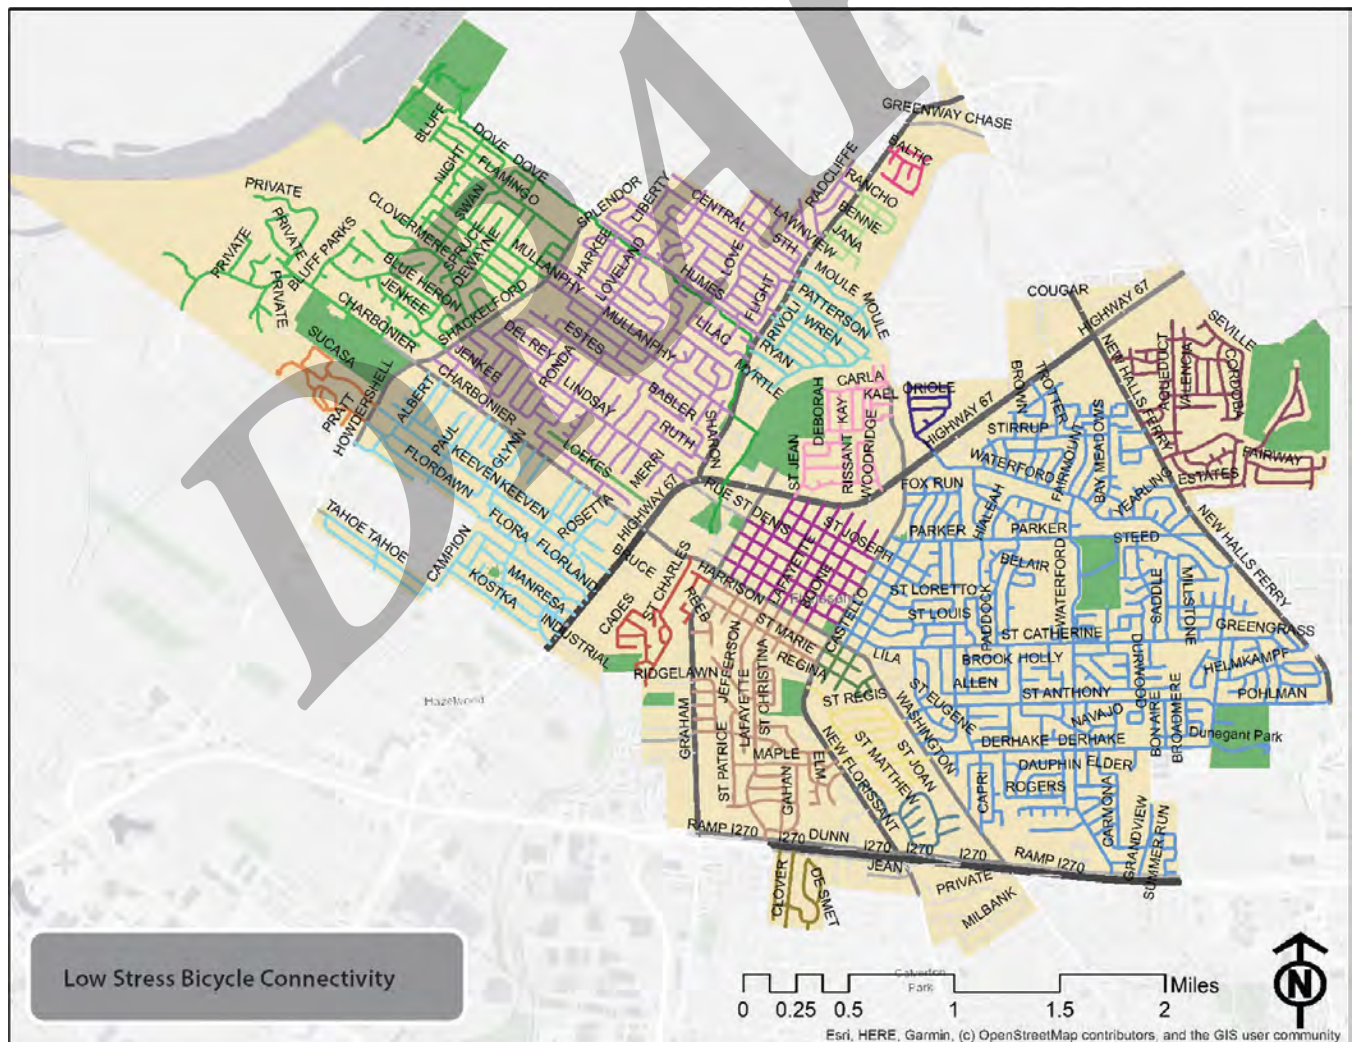 DRAFT
GREENWAY CHASE
BALTIC
BLUFF
DOVE
DOVE
RADCLIFFE
RANCHO
NIGHT
FLAMINGO
SPLENDOR
LIBERTY
CENTRAL
LAWNVIEW
BENNE
PRIVATE
SWAN
CLOVERMERE
HARKEE
LOVE
STH
JANA
PRIVATE
PRIVATE
BLUFF PARKS
SPRUCE
DEWAYNE
MULLANPHY
LOVELAND
HUMES
FLIGHT
MOULE
MOULE
PRIVATE
BLUE HERON
JENKEE
SHACKELFORD
PATTERSON
RIVOLI
WREN
COUGAR
HIGHWAY 67
SEVILLE
CHARBONIER
SUCASA
DEL REY
ESTES
RONDA
MULLANPHY
LILAC
RYAN
MYRTLE
NEW HALLS FERRY
AQUEDUCT
VALENCIA
CORDOBA
JENKEE
CHARBONIER
LINDSAY
BABLER
DEBORAH
CARLA
KAEL
KAY
ORIOLE
BROWN
TROTTER
PRATT
HOWDERSHELL
ALBERT
PAUL
GLYNN
RUTH
SHARON
ST JEAN
RISSANT
WOODRIDGE
HIGHWAY 67
STIRRUP
FAIRMOUNT
BAY MEADOWS
KEEVEN
KEEVEN
LOEKES
MERRI
WATERFORD
FAIRWAY
FLORDAWN
ROSETTA
HIGHWAY 67
RUE ST DENIS
FOX RUN
HIALEAH
YEARLING
ESTATES
TAHOE
TAHOE
FLORA
FLORLAND
BRUCE
ST JOSEPH
PARKER
PARKER
STEED
NEW HALLS FERRY
CAMPION
MANRESA
KOSTKA
ST CHARLES
HARRISON
LAFAYETTE
BOONE
BELAIR
WATERFORD
SADDLE
MILLSTONE
INDUSTRIAL
CADES
REEB
ST MARIE
CASTELLO
ST LORETTO
ST LOUIS
PADDOCK
ST CATHERINE
GREENGRASS
RIDGELAWN
JEFFERSON
REGINA
LILA
BROOK
HOLLY
DURWOOD
HELMKAMPF
LAFAYETTE
ST CHRISTINA
ST REGIS
ALLEN
ST ANTHONY
POHLMAN
Hazelwood
GRAHAM
ST EUGENE
WASHINGTON
NAVAJO
BON AIRE
BROADMERE
Dunegant Park
ST PATRICE
MAPLE
ELM
ST MATTHEW
ST JOAN
DERHAKE
DERHAKE
DAUPHIN
ELDER
GAHAN
NEW FLORISSANT
CAPRI
ROGERS
CARMONA
GRANDVIEW
SUMMER RUN
RAMP I270
I270
DUNN
I270
I270
I270
RAMP I270
JEAN
CLOVER
DESMET
PRIVATE
MILBANK
Low Stress Bicycle Connectivity
Calverton
Park
0 0.25 0.5 1 1.5 2 Miles
N
Esri, HERE, Garmin, (c) OpenStreetMap contributors, and the GIS user community